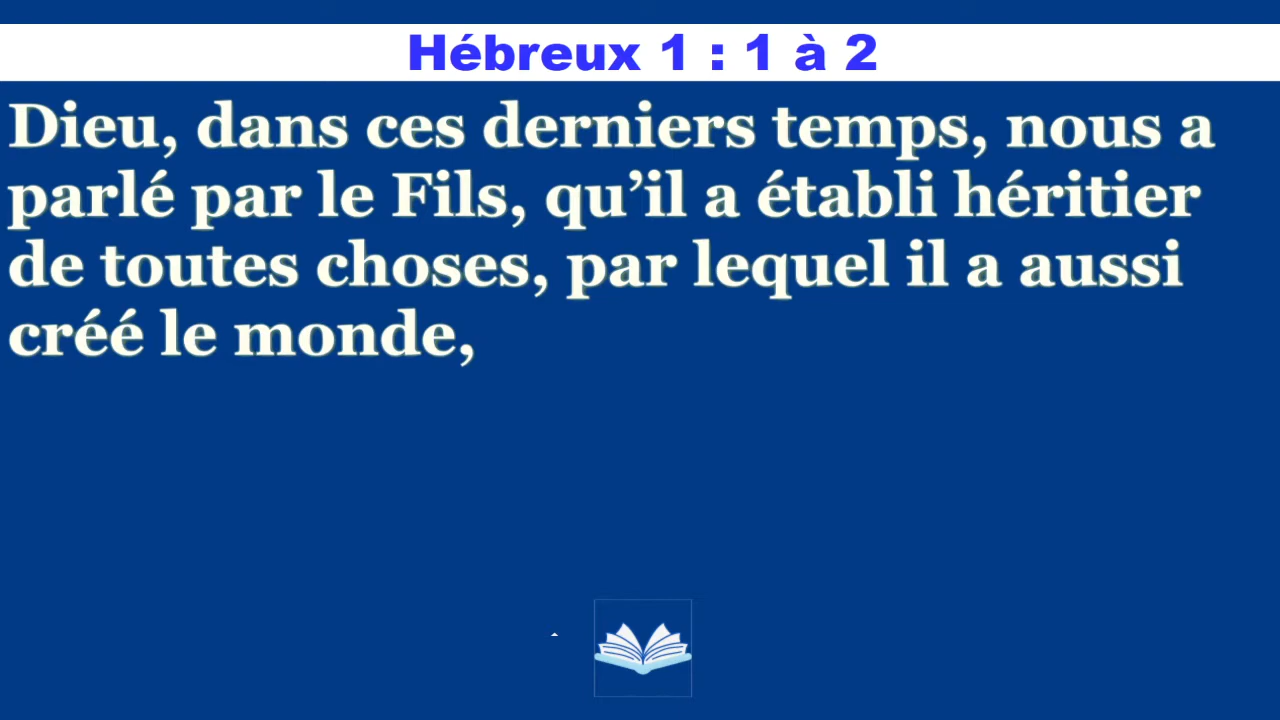 Hébreux 1 : 1 à 2
Dieu, dans ces derniers temps, nous a
parlé par le Fils, qu’il a établi héritier
de toutes choses, par lequel il a aussi
créé le monde,